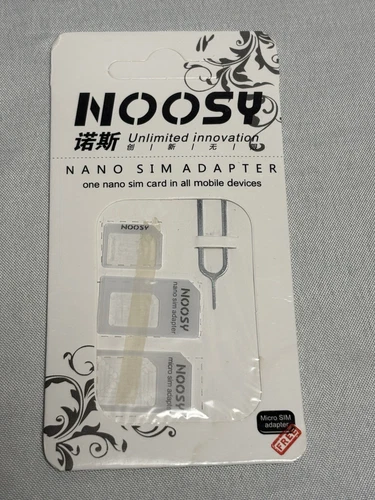 NOOSY
诺斯 Unlimited innovation
创 | 新 | 无 |
NANO SIM ADAPTER
one nano sim card in all mobile devices
NOOSY
NOOSY
nano sim adapter
NOOSY
micro sim adapter
Micro SIM
adapter
FREE